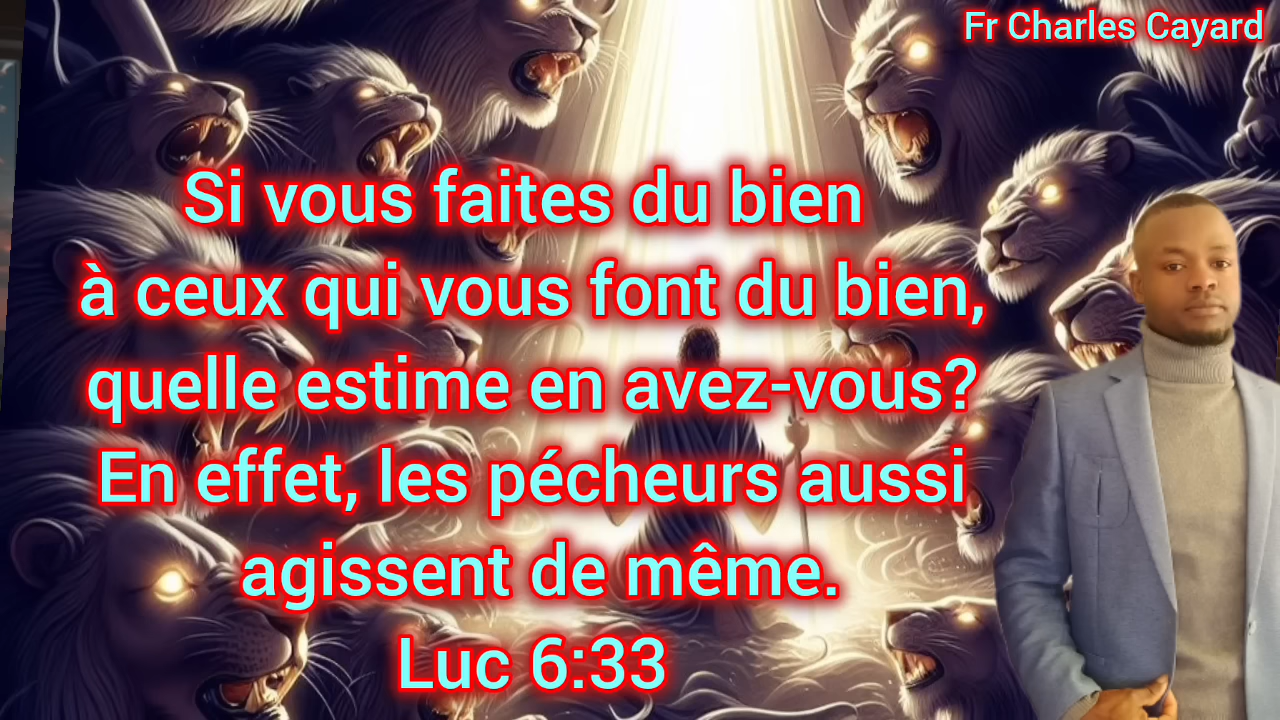 Fr Charles Cayard
Si vous faites du bien
à ceux qui vous font du bien,
quelle estime en avez-vous?
En effet, les pécheurs aussi
agissent de même.
Luc 6:33